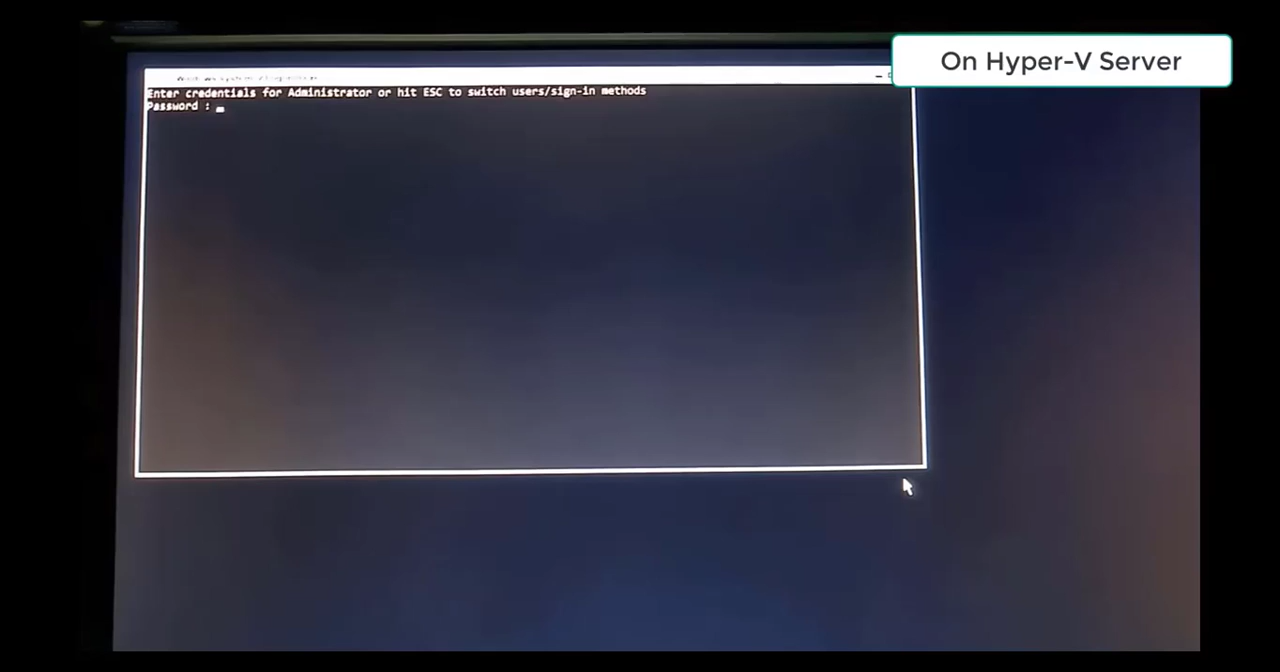 On Hyper-V Server
Enter credentials for Administrator or hit ESC to switch users/sign-in methods
Password :